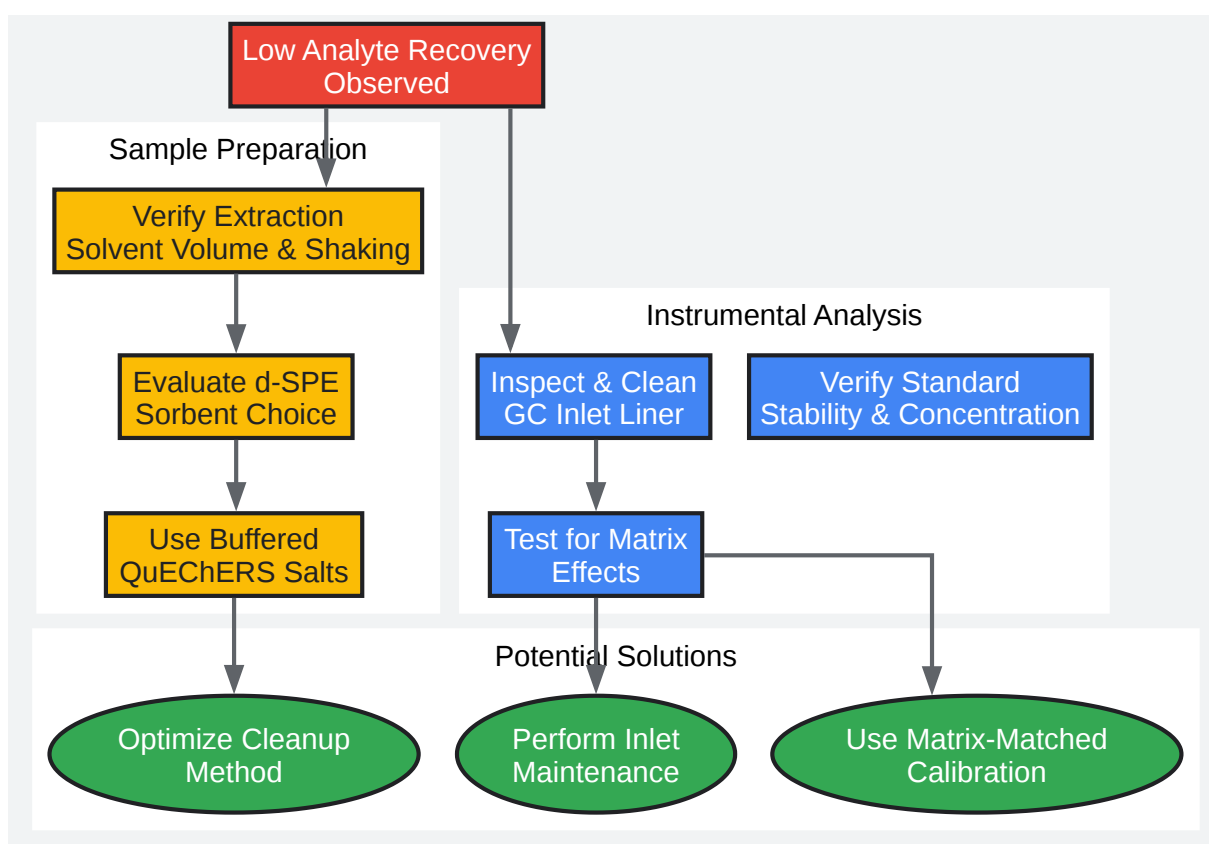 Low Analyte Recovery
Observed
Sample Preparation
Verify Extraction
Solvent Volume & Shaking
Evaluate d-SPE
Sorbent Choice
Use Buffered
QuEChERS Salts
Instrumental Analysis
Inspect & Clean
GC Inlet Liner
Verify Standard
Stability & Concentration
Test for Matrix
Effects
Potential Solutions
Optimize Cleanup
Method
Perform Inlet
Maintenance
Use Matrix-Matched
Calibration